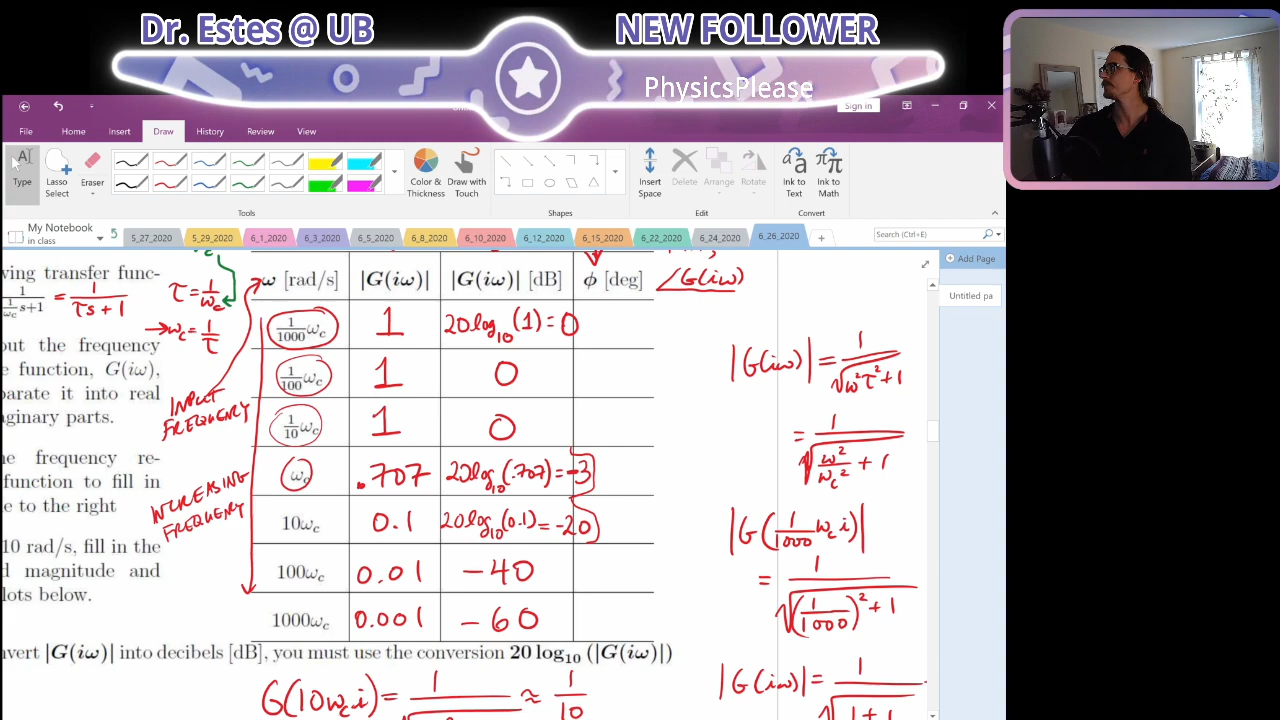 Dr. Estes @ UB
NEW FOLLOWER
PhysicsPlease
Sign in
File Home Insert Draw History Review View
Type
Lasso Select
Eraser
Color & Thickness
Draw with Touch
Insert Space
Delete
Arrange
Rotate
Ink to Text
Ink to Math
Tools
Shapes
Edit
Convert
My Notebook
in class
5
5_27_2020 5_29_2020 6_1_2020 6_3_2020 6_5_2020 6_8_2020 6_10_2020 6_12_2020 6_15_2020 6_22_2020 6_24_2020 6_26_2020
Search (Ctrl+E)
Add Page
Untitled pa
ving transfer func-
1/(1/ω_c s+1) = 1/(τs+1)
τ = 1/ω_c
→ω_c = 1/τ
out the frequency
e function, G(iω),
parate it into real
aginary parts.
he frequency re-
function to fill in
e to the right
10 rad/s, fill in the
d magnitude and
lots below.
INPUT
FREQUENCY
INCREASING
FREQUENCY
ω [rad/s] |G(iω)| |G(iω)| [dB] ϕ [deg]
∠G(iω)
1/1000 ω_c 1 20log₁₀(1) = 0
1/100 ω_c 1 0
1/10 ω_c 1 0
ω_c .707 20log₁₀(.707) = -3
10ω_c 0.1 20log₁₀(0.1) = -20
100ω_c 0.01 -40
1000ω_c 0.001 -60
nvert |G(iω)| into decibels [dB], you must use the conversion 20 log₁₀ (|G(iω)|)
G(10ω_c i) = 1 ≈ 1/10
|G(iω)| = 1/√(ω²τ²+1)
= 1/√(ω²/ω_c² + 1)
|G(1/1000 ω_c i)|
= 1/√((1/1000)² + 1)
|G(iω)| = 1/√(1+1